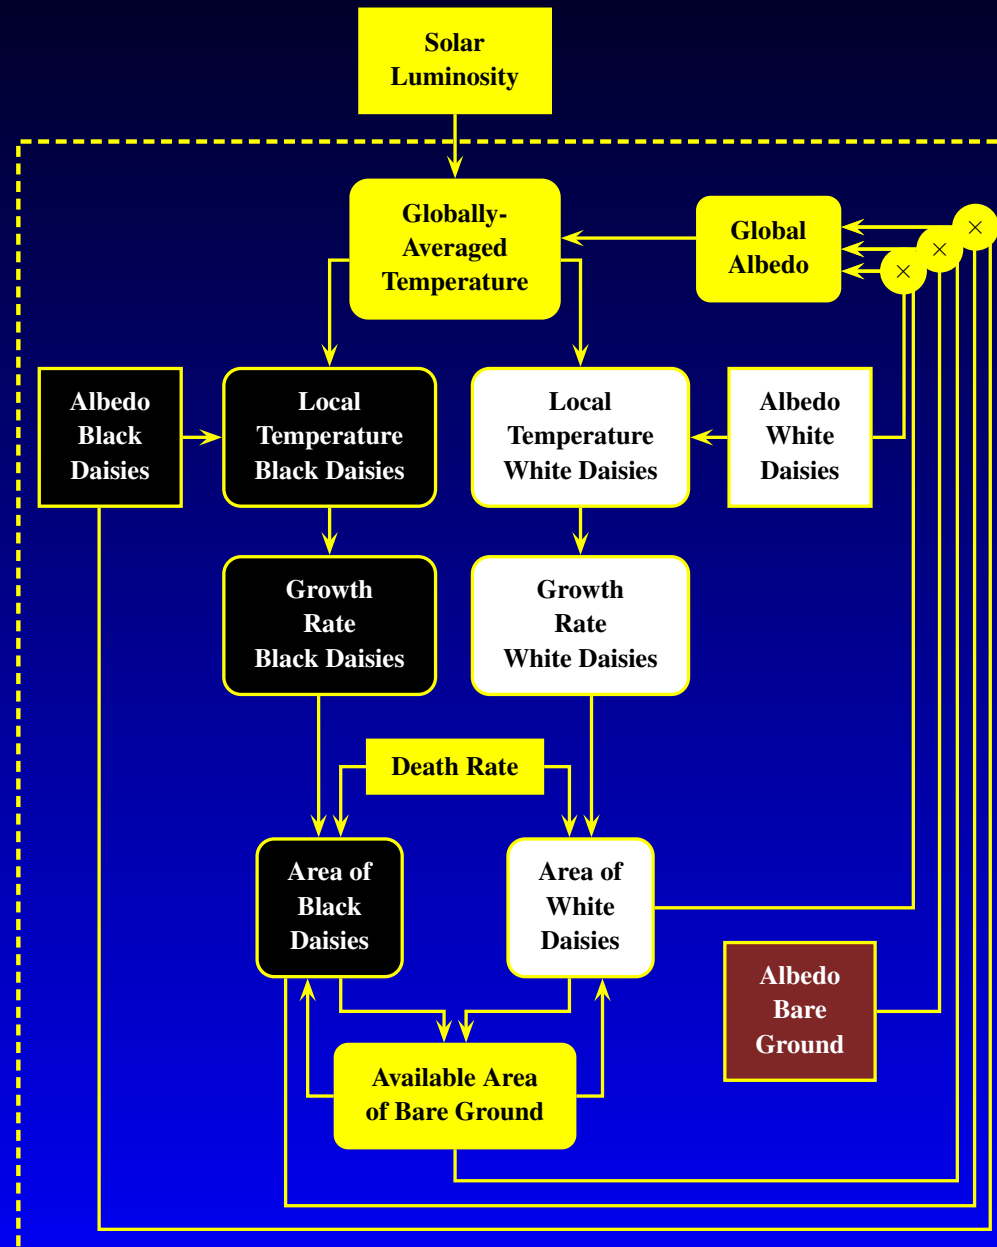 Solar
Luminosity
Globally-
Averaged
Temperature
Global
Albedo
×
×
×
Albedo
Black
Daisies
Local
Temperature
Black Daisies
Local
Temperature
White Daisies
Albedo
White
Daisies
Growth
Rate
Black Daisies
Growth
Rate
White Daisies
Death Rate
Area of
Black
Daisies
Area of
White
Daisies
Albedo
Bare
Ground
Available Area
of Bare Ground